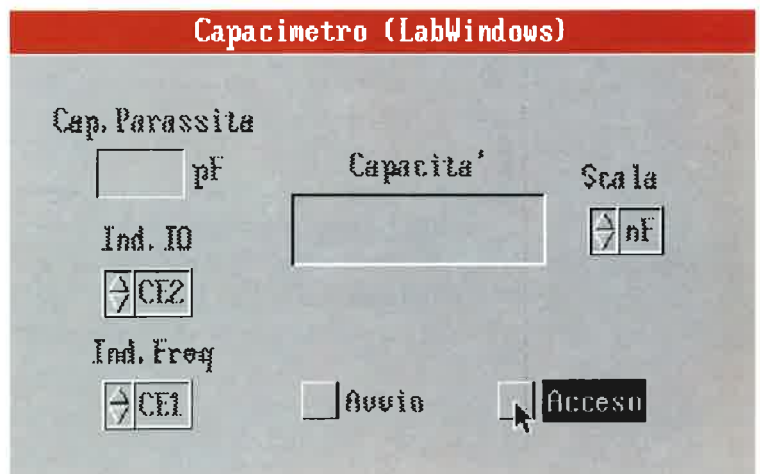 Capacimetro (LabWindows)
Cap. Parassita
pF
Capacita'
Scala
nF
Ind. IO
CE2
Ind. Freq
CE1
Avvio
Acceso